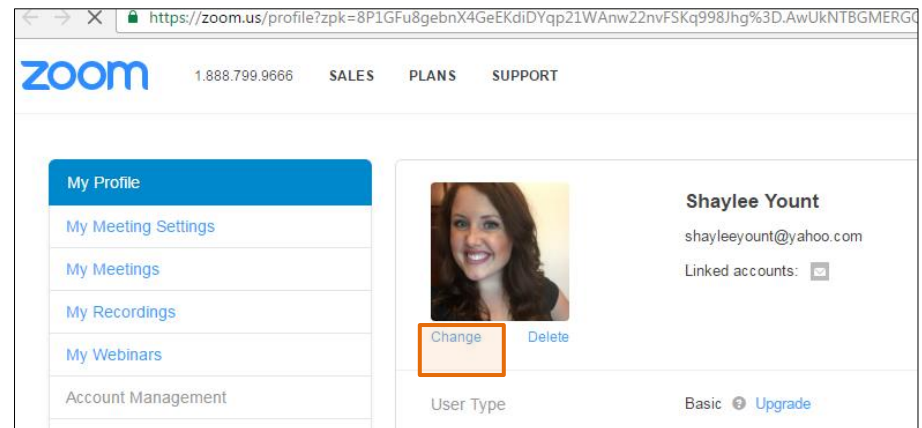 https://zoom.us/profile?zpk=8P1GFu8gebnX4GeEKdiDYqp21WAnw22nvFSKq998Jhg%3D.AwUkNTBGMERGC
zoom 1.888.799.9666 SALES PLANS SUPPORT
My Profile
My Meeting Settings
My Meetings
My Recordings
My Webinars
Account Management
Change Delete
Shaylee Yount
shayleeyount@yahoo.com
Linked accounts:
User Type Basic ? Upgrade